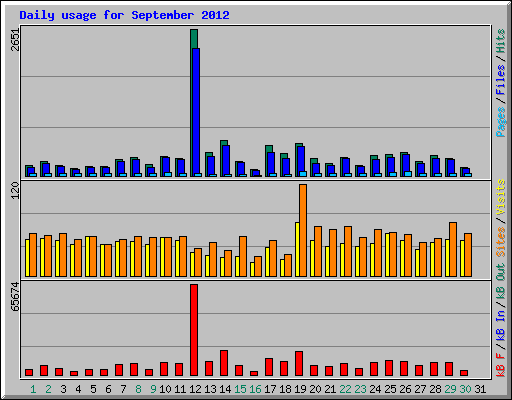 Daily usage for September 2012
2651
Pages / Files / Hits
120
Sites / Visits
65674
kB F / kB In / kB Out
1 2 3 4 5 6 7 8 9 10 11 12 13 14 15 16 17 18 19 20 21 22 23 24 25 26 27 28 29 30 31